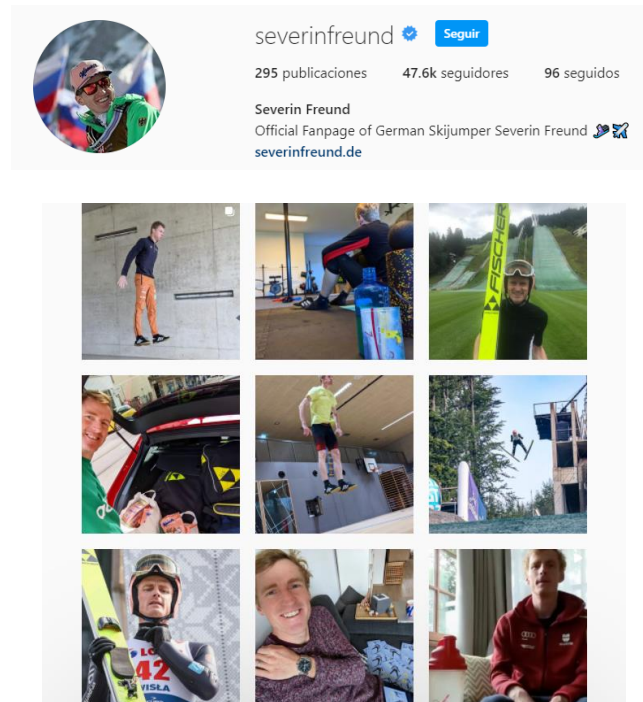 severinfreund Seguir
295 publicaciones 47.6k seguidores 96 seguidos
Severin Freund
Official Fanpage of German Skijumper Severin Freund
severinfreund.de
FISCHER
42
WISŁA